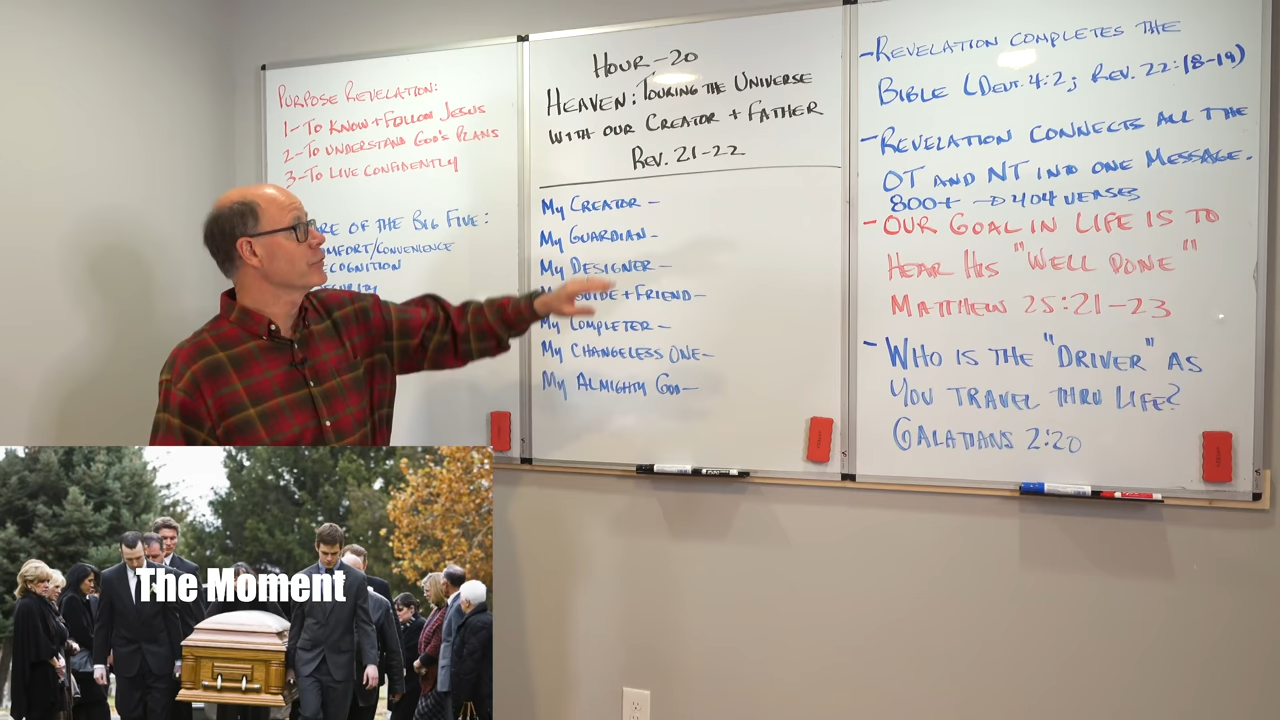 PURPOSE REVELATION:
1-TO KNOW + FOLLOW JESUS
2-TO UNDERSTAND GOD'S PLANS
3-TO LIVE CONFIDENTLY
RE OF THE BIG FIVE:
MFORT/CONVENIENCE
ECOGNITION
HOUR-20
HEAVEN: TOURING THE UNIVERSE
WITH OUR CREATOR + FATHER
REV. 21-22
MY CREATOR -
MY GUARDIAN -
MY DESIGNER -
GUIDE + FRIEND -
MY COMPLETER -
MY CHANGELESS ONE -
MY ALMIGHTY GOD -
- REVELATION COMPLETES THE
BIBLE (DEUT. 4:2; REV. 22:18-19)
- REVELATION CONNECTS ALL THE
OT AND NT INTO ONE MESSAGE.
800+ → 404 VERSES
- OUR GOAL IN LIFE IS TO
HEAR HIS "WELL DONE"
MATTHEW 25:21-23
- WHO IS THE "DRIVER" AS
YOU TRAVEL THRU LIFE?
GALATIANS 2:20
The Moment